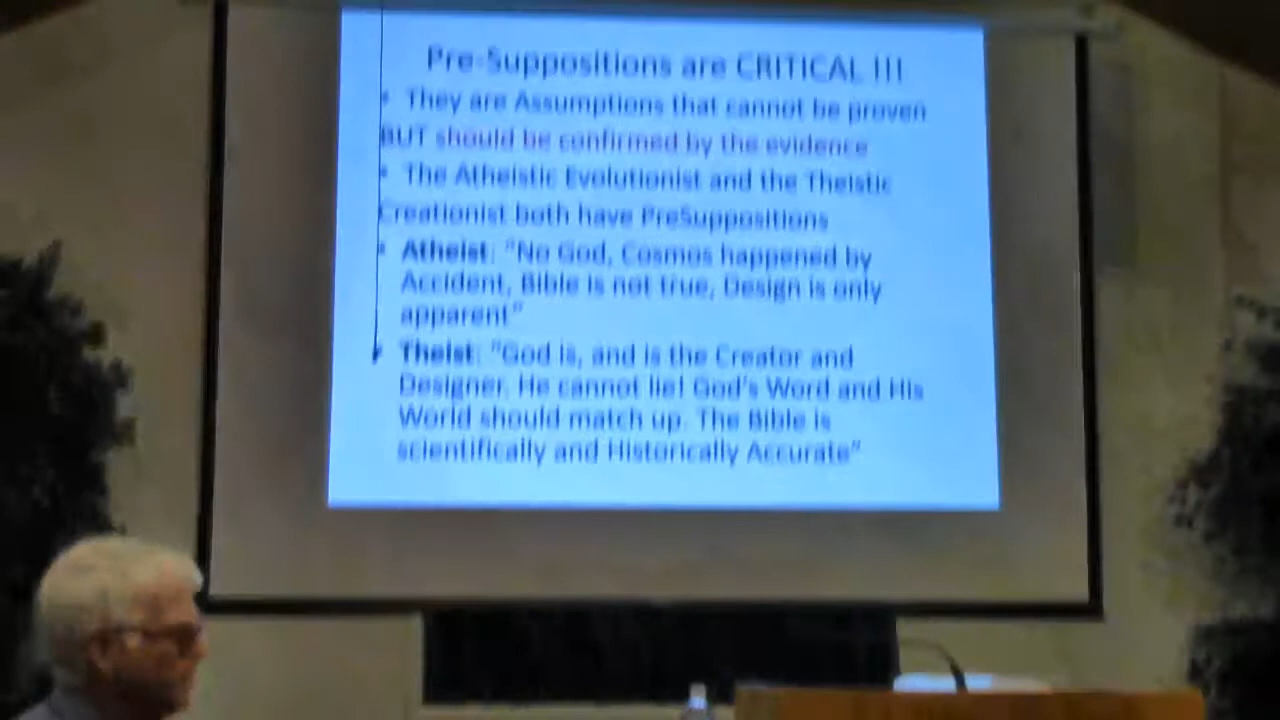 Pre-Suppositions are CRITICAL !!!
• They are Assumptions that cannot be proven
BUT should be confirmed by the evidence
• The Atheistic Evolutionist and the Theistic
Creationist both have PreSuppositions
• Atheist: "No God, Cosmos happened by
Accident, Bible is not true, Design is only
apparent"
• Theist: "God is, and is the Creator and
Designer. He cannot lie! God's Word and His
World should match up. The Bible is
scientifically and Historically Accurate"